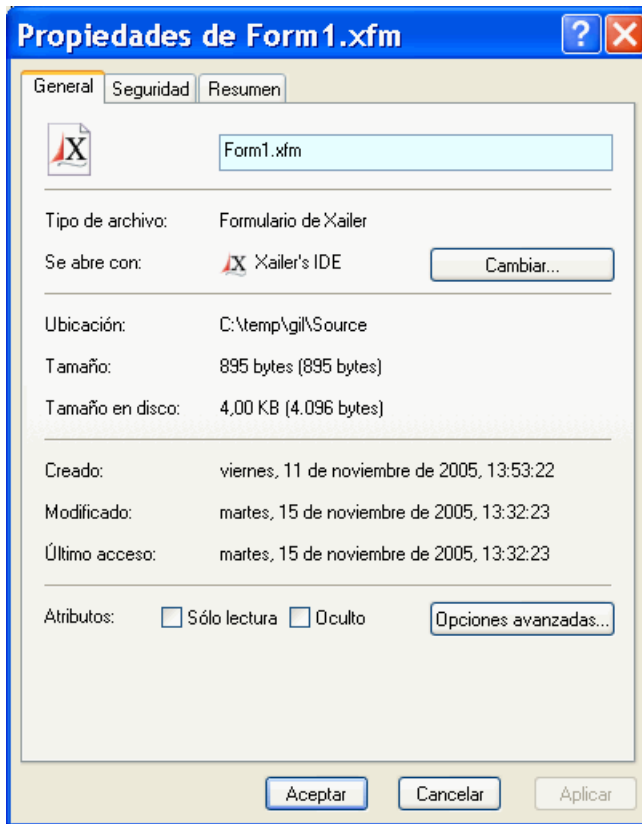 Propiedades de Form1.xfm
General Seguridad Resumen
Form1.xfm
Tipo de archivo: Formulario de Xailer
Se abre con: Xailer's IDE Cambiar...
Ubicación: C:\temp\gil\Source
Tamaño: 895 bytes (895 bytes)
Tamaño en disco: 4,00 KB (4.096 bytes)
Creado: viernes, 11 de noviembre de 2005, 13:53:22
Modificado: martes, 15 de noviembre de 2005, 13:32:23
Último acceso: martes, 15 de noviembre de 2005, 13:32:23
Atributos: Sólo lectura Oculto Opciones avanzadas...
Aceptar Cancelar Aplicar